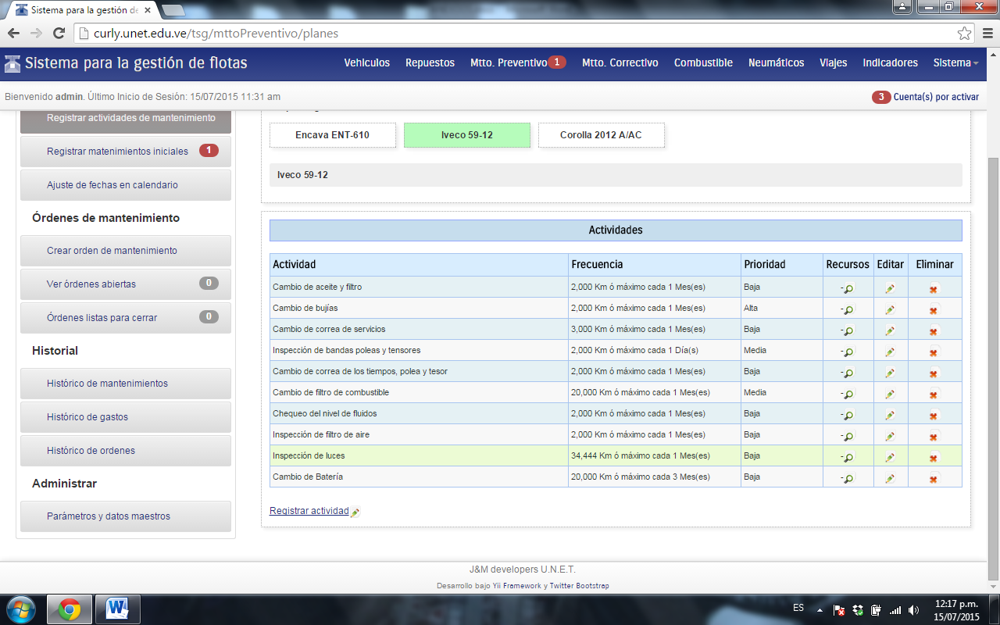 Sistema para la gestión de
curly.unet.edu.ve/tsg/mttoPreventivo/planes
Sistema para la gestión de flotas
Vehiculos Repuestos Mtto. Preventivo 1 Mtto. Correctivo Combustible Neumáticos Viajes Indicadores Sistema
Bienvenido admin. Último Inicio de Sesión: 15/07/2015 11:31 am
3 Cuenta(s) por activar
Registrar actividades de mantenimiento
Registrar matenimientos iniciales 1
Ajuste de fechas en calendario
Órdenes de mantenimiento
Crear orden de mantenimiento
Ver órdenes abiertas 0
Órdenes listas para cerrar 0
Historial
Histórico de mantenimientos
Histórico de gastos
Histórico de ordenes
Administrar
Parámetros y datos maestros
Encava ENT-610 Iveco 59-12 Corolla 2012 A/AC
Iveco 59-12
Actividades
Actividad Frecuencia Prioridad Recursos Editar Eliminar
Cambio de aceite y filtro 2,000 Km ó máximo cada 1 Mes(es) Baja -
Cambio de bujías 2,000 Km ó máximo cada 1 Mes(es) Alta -
Cambio de correa de servicios 3,000 Km ó máximo cada 1 Mes(es) Baja -
Inspección de bandas poleas y tensores 2,000 Km ó máximo cada 1 Día(s) Media -
Cambio de correa de los tiempos, polea y tesor 2,000 Km ó máximo cada 1 Mes(es) Baja -
Cambio de filtro de combustible 20,000 Km ó máximo cada 1 Mes(es) Media -
Chequeo del nivel de fluidos 2,000 Km ó máximo cada 1 Mes(es) Baja -
Inspección de filtro de aire 2,000 Km ó máximo cada 1 Mes(es) Baja -
Inspección de luces 34,444 Km ó máximo cada 1 Mes(es) Baja -
Cambio de Batería 20,000 Km ó máximo cada 3 Mes(es) Baja -
Registrar actividad
J&M developers U.N.E.T.
Desarrollo bajo Yii Framework y Twitter Bootstrap
ES
12:17 p.m.
15/07/2015